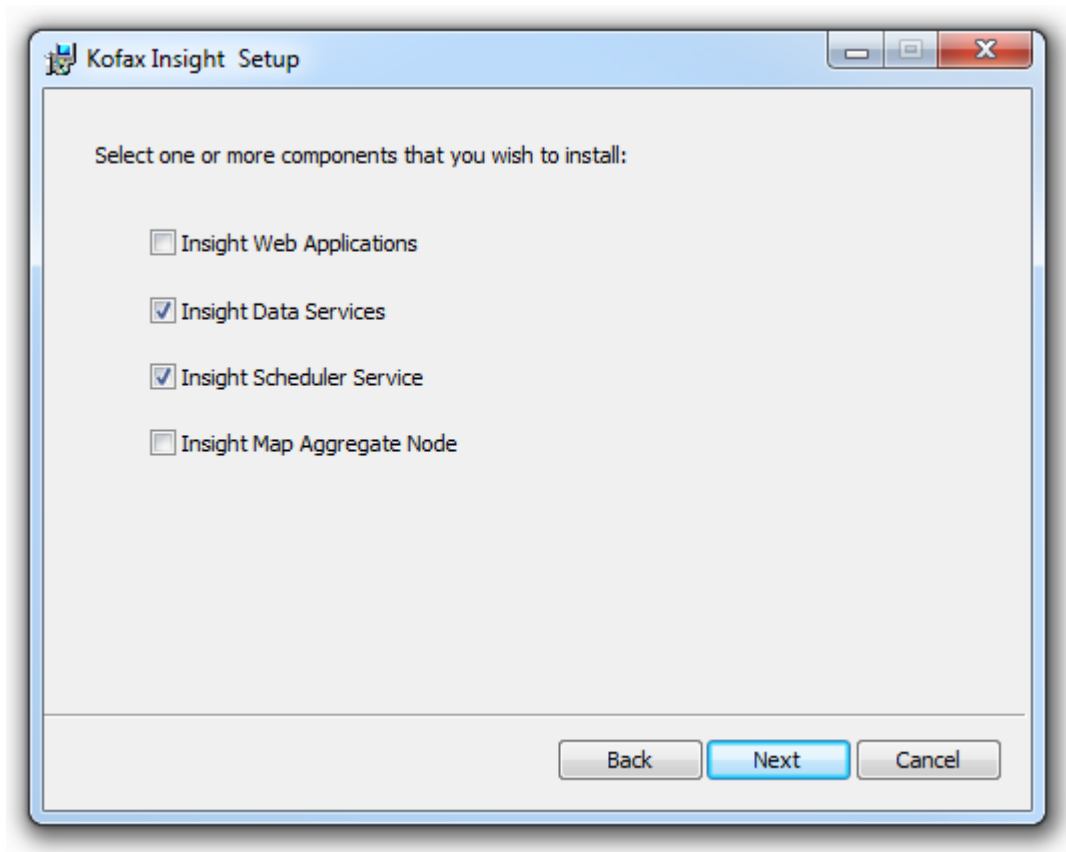 Kofax Insight  Setup
Select one or more components that you wish to install:
Insight Web Applications
Insight Data Services
Insight Scheduler Service
Insight Map Aggregate Node
Back Next Cancel